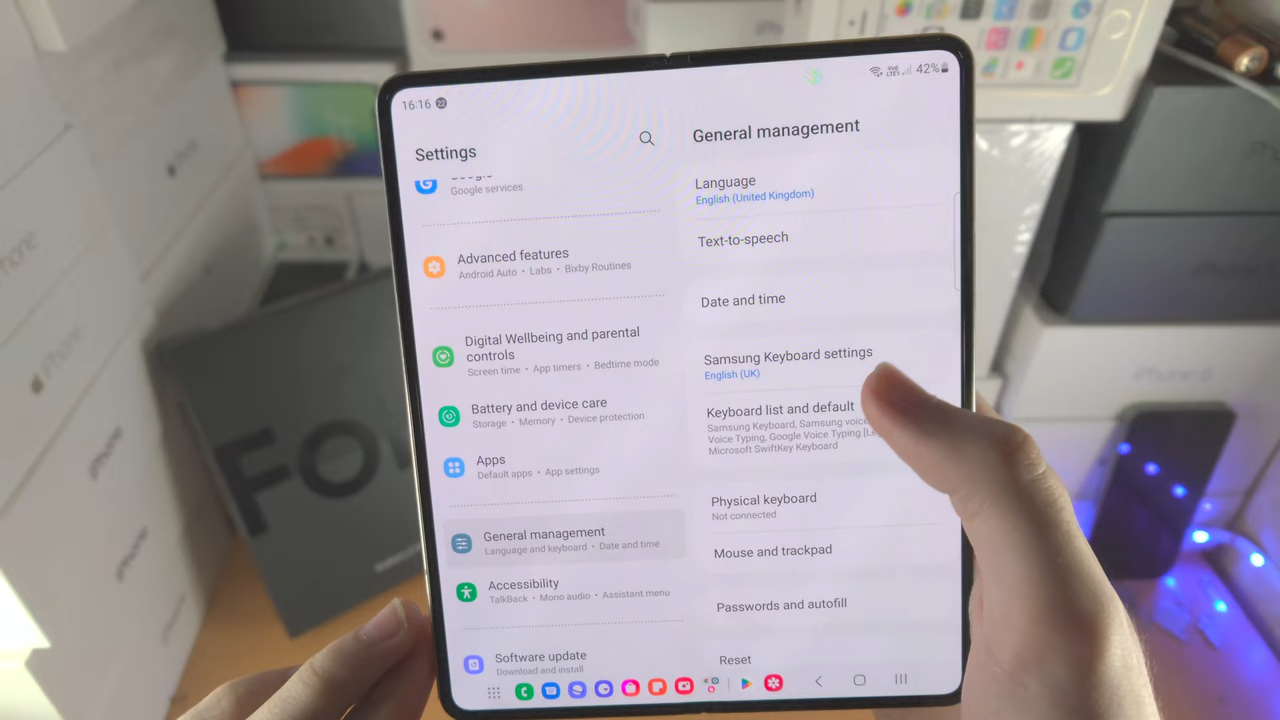 16:16
42%
Settings
Google services
Advanced features
Android Auto • Labs • Bixby Routines
Digital Wellbeing and parental
controls
Screen time • App timers • Bedtime mode
Battery and device care
Storage • Memory • Device protection
Apps
Default apps • App settings
General management
Language and keyboard • Date and time
Accessibility
TalkBack • Mono audio • Assistant menu
Software update
Download and install
General management
Language
English (United Kingdom)
Text-to-speech
Date and time
Samsung Keyboard settings
English (UK)
Keyboard list and default
Samsung Keyboard, Samsung voice
Voice Typing, Google Voice Typing
Microsoft SwiftKey Keyboard
Physical keyboard
Not connected
Mouse and trackpad
Passwords and autofill
Reset
iPhone
iPhone
iPhone